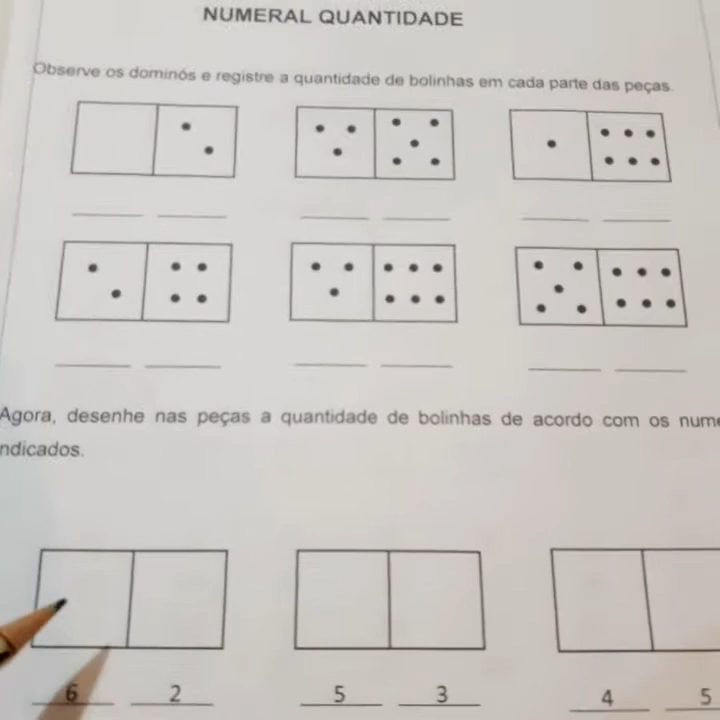 NUMERAL QUANTIDADE
Observe os dominós e registre a quantidade de bolinhas em cada parte das peças.
Agora, desenhe nas peças a quantidade de bolinhas de acordo com os nume
ndicados.
6 2 5 3 4 5